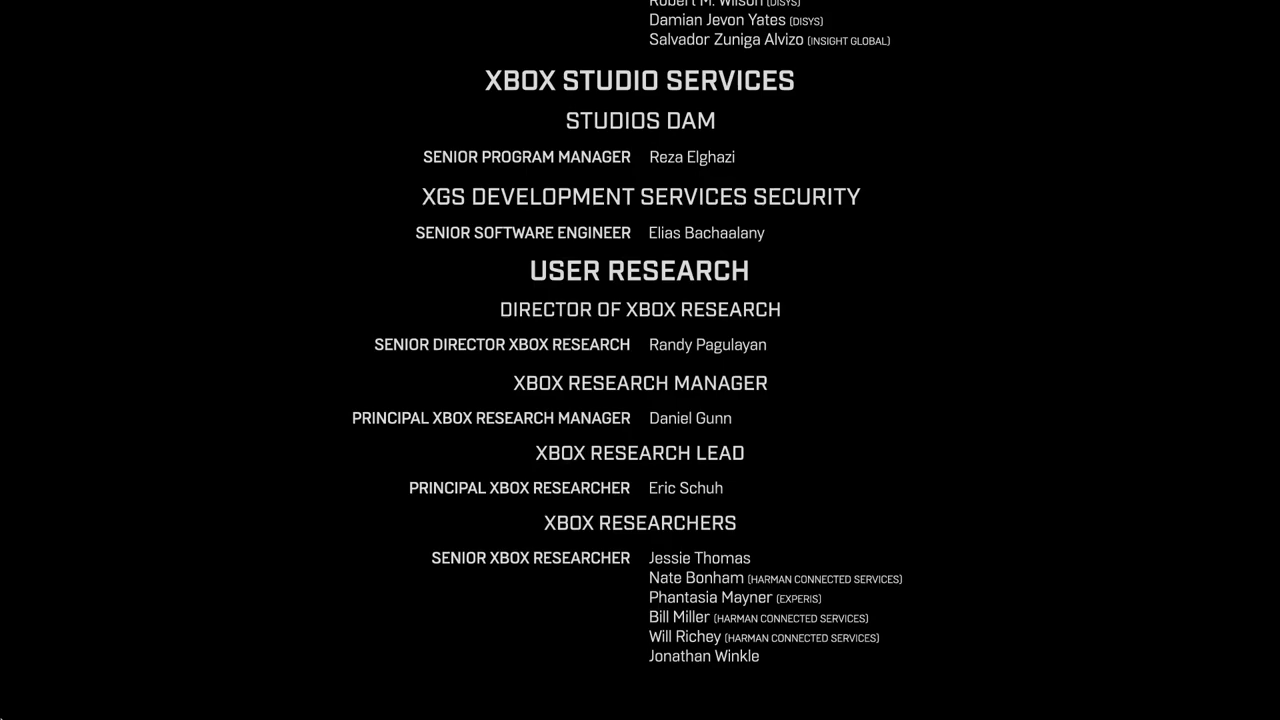 Robert M. Wilson (DISYS)
Damian Jevon Yates (DISYS)
Salvador Zuniga Alvizo (INSIGHT GLOBAL)
XBOX STUDIO SERVICES
STUDIOS DAM
SENIOR PROGRAM MANAGER Reza Elghazi
XGS DEVELOPMENT SERVICES SECURITY
SENIOR SOFTWARE ENGINEER Elias Bachaalany
USER RESEARCH
DIRECTOR OF XBOX RESEARCH
SENIOR DIRECTOR XBOX RESEARCH Randy Pagulayan
XBOX RESEARCH MANAGER
PRINCIPAL XBOX RESEARCH MANAGER Daniel Gunn
XBOX RESEARCH LEAD
PRINCIPAL XBOX RESEARCHER Eric Schuh
XBOX RESEARCHERS
SENIOR XBOX RESEARCHER Jessie Thomas
Nate Bonham (HARMAN CONNECTED SERVICES)
Phantasia Mayner (EXPERIS)
Bill Miller (HARMAN CONNECTED SERVICES)
Will Richey (HARMAN CONNECTED SERVICES)
Jonathan Winkle